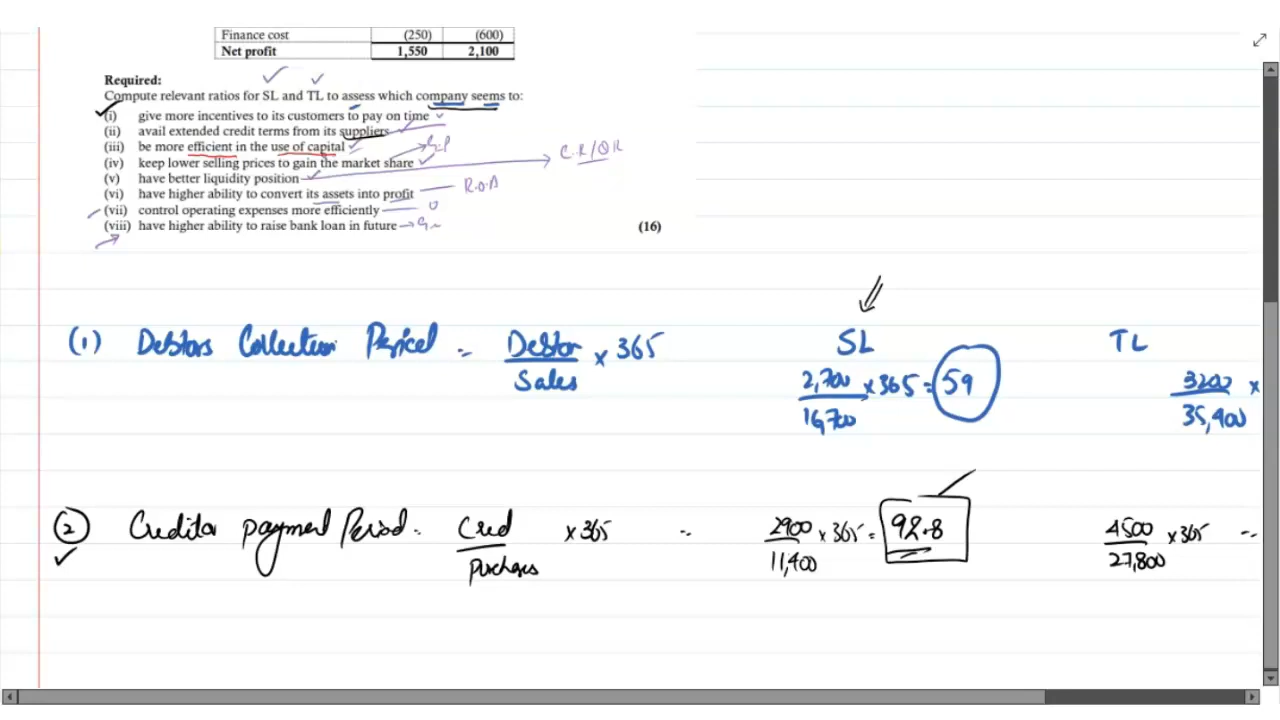 Finance cost (250) (600)
Net profit 1,550 2,100
Required:
Compute relevant ratios for SL and TL to assess which company seems to:
(i) give more incentives to its customers to pay on time
(ii) avail extended credit terms from its suppliers
(iii) be more efficient in the use of capital
(iv) keep lower selling prices to gain the market share G.P
(v) have better liquidity position C.R/QR
(vi) have higher ability to convert its assets into profit R.O.A
(vii) control operating expenses more efficiently
(viii) have higher ability to raise bank loan in future
(16)
SL TL
(1) Debtors Collection Period = Debtor / Sales × 365
2,700 / 16,700 × 365 = 59
3200 / 35,400 ×
(2) Creditor payment Period. Cred / purchases × 365 =
2900 / 11,400 × 365 = 92.8
4500 / 27,800 × 365 =